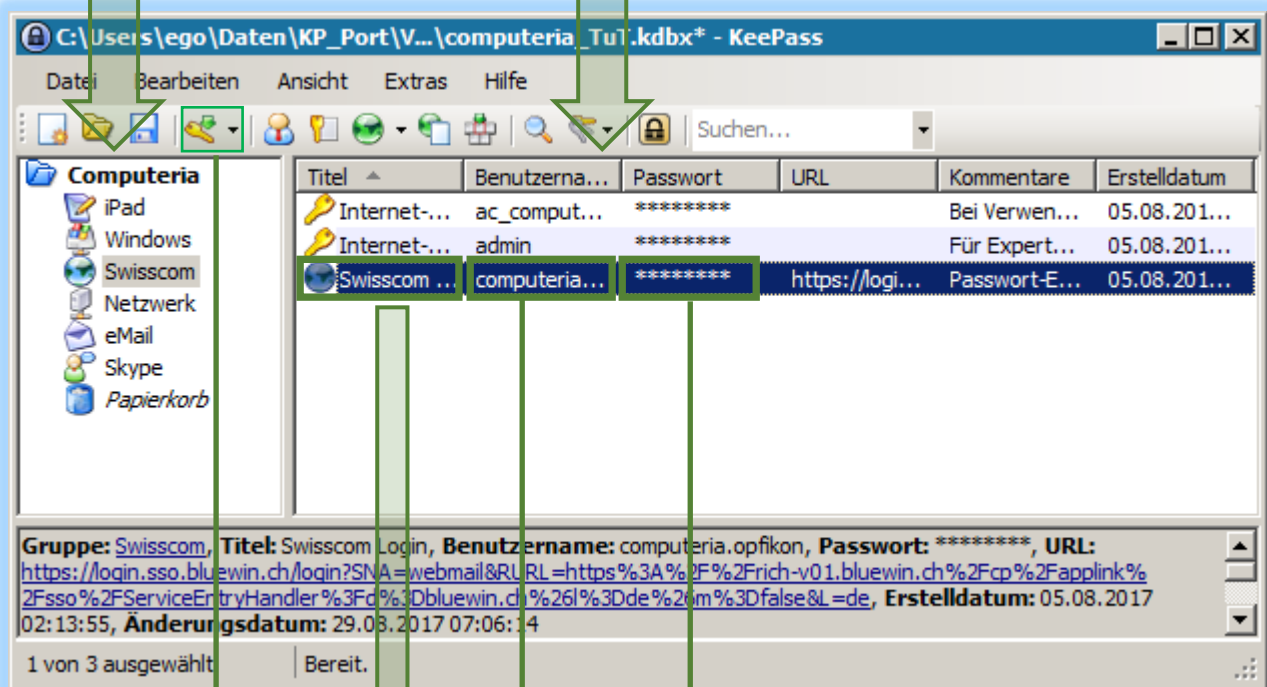 C:\Users\ego\Daten\KP_Port\V...\computeria_TuT.kdbx* - KeePass
Datei Bearbeiten Ansicht Extras Hilfe
Suchen...
Computeria
iPad
Windows
Swisscom
Netzwerk
eMail
Skype
Papierkorb
Titel Benutzerna... Passwort URL Kommentare Erstelldatum
Internet-... ac_comput... ******** Bei Verwen... 05.08.201...
Internet-... admin ******** Für Expert... 05.08.201...
Swisscom ... computeria... ******** https://logi... Passwort-E... 05.08.201...
Gruppe: Swisscom, Titel: Swisscom Login, Benutzername: computeria.opfikon, Passwort: ********, URL:
https://login.sso.bluewin.ch/login?SNA=webmail&RURL=https%3A%2F%2Frich-v01.bluewin.ch%2Fcp%2Fapplink%
2Fsso%2FServiceEntryHandler%3Fd%3Dbluewin.ch%26l%3Dde%26m%3Dfalse&L=de, Erstelldatum: 05.08.2017
02:13:55, Änderungsdatum: 29.08.2017 07:06:14
1 von 3 ausgewählt Bereit.